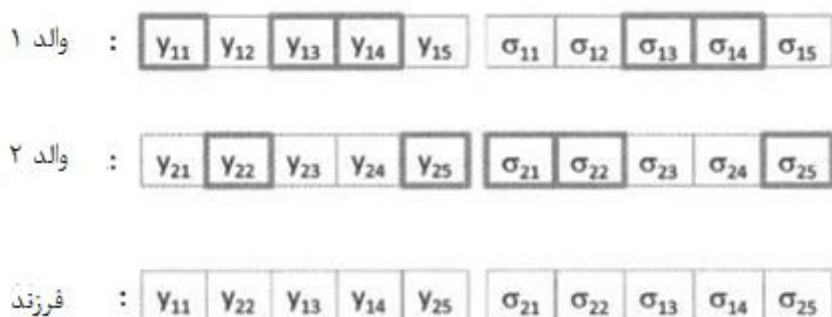 والد ۱ : y₁₁ y₁₂ y₁₃ y₁₄ y₁₅ σ₁₁ σ₁₂ σ₁₃ σ₁₄ σ₁₅
والد ۲ : y₂₁ y₂₂ y₂₃ y₂₄ y₂₅ σ₂₁ σ₂₂ σ₂₃ σ₂₄ σ₂₅
فرزند : y₁₁ y₂₂ y₁₃ y₁₄ y₂₅ σ₂₁ σ₂₂ σ₁₃ σ₁₄ σ₂₅